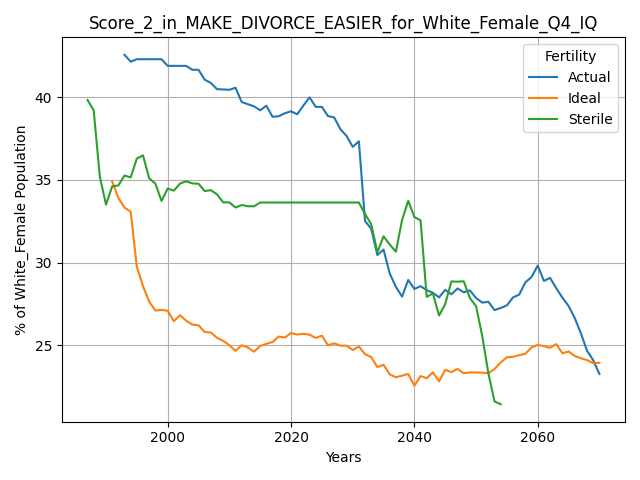 Score_2_in_MAKE_DIVORCE_EASIER_for_White_Female_Q4_IQ
% of White_Female Population
40
35
30
25
Fertility
Actual
Ideal
Sterile
2000
2020
2040
2060
Years